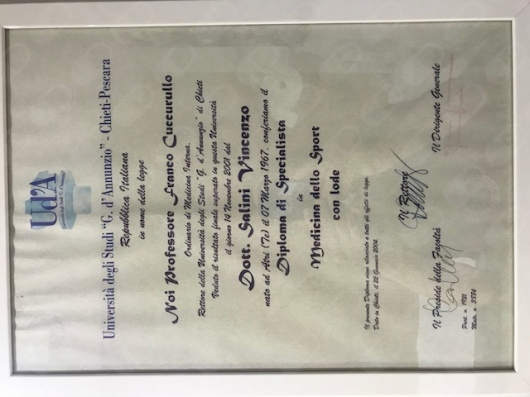 Ud'A
Università degli Studi "G. d'Annunzio" - Chieti-Pescara
Repubblica Italiana
in nome della legge
Noi Professore Franco Cuccurullo
Ordinario di Medicina Interna,
Rettore della Università degli Studi "G. d'Annunzio" di Chieti
Veduto il risultato finale superato in questa Università
il giorno 14 Novembre 2001 dal
Dott. Salini Vincenzo
nato ad Atri (Te) il 07 Marzo 1967, conferiamo il
Diploma di Specialista
in
Medicina dello Sport
con lode
Il presente Diploma viene rilasciato a tutti gli effetti di legge.
Dato in Chieti, il 22 Gennaio
Il Preside della Facoltà
Il Rettore
Il Dirigente Generale